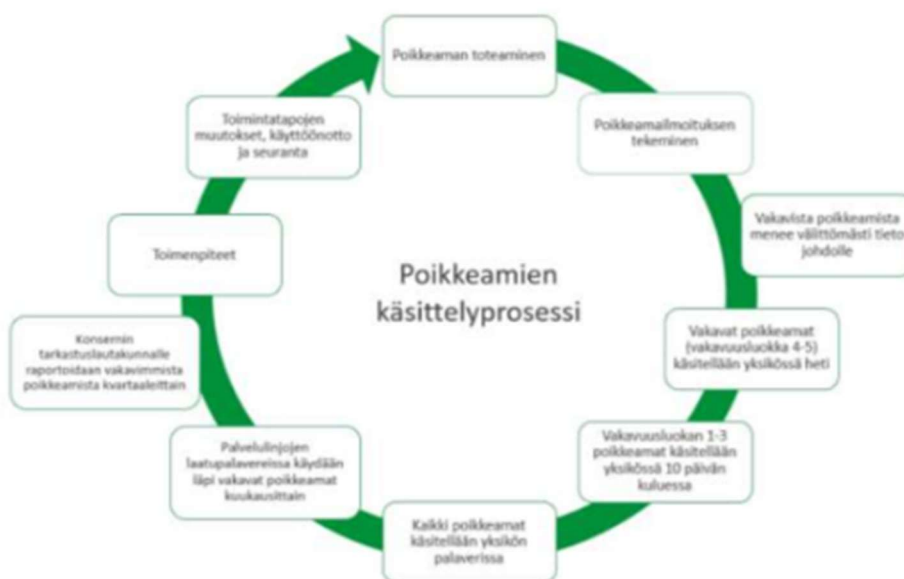 Poikkeaman toteaminen
Poikkeamailmoituksen
tekeminen
Vakavista poikkeamista
menee välittömästi tieto
johdolle
Vakavat poikkeamat
(vakavuusluokka 4-5)
käsitellään yksikössä heti
Vakavuusluokan 1-3
poikkeamat käsitellään
yksikössä 10 päivän
kuluessa
Kaikki poikkeamat
käsitellään yksikön
palaverissa
Palvelulinjojen
laatupalavereissa käydään
läpi vakavat poikkeamat
kuukausittain
Konsernin
tarkastuslautakunnalle
raportoidaan vakavimmista
poikkeamista kvartaaleittain
Toimenpiteet
Toimintatapojen
muutokset, käyttöönotto
ja seuranta
Poikkeamien
käsittelyprosessi